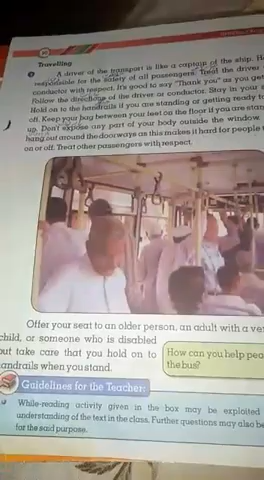 Travelling
A driver of the transport is like a captain of the ship. H
responsible for the safety of all passengers. Treat the driver
conductor with respect. It's good to say "Thank you" as you get
Follow the directions of the driver or conductor. Stay in your
Hold on to the handrails if you are standing or getting ready to
off. Keep your bag between your feet on the floor if you are stan
up. Don't expose any part of your body outside the window.
hang out around the doorways as this makes it hard for people
on or off. Treat other passengers with respect.
Offer your seat to an older person, an adult with a ve
child, or someone who is disabled
but take care that you hold on to
andrails when you stand.
How can you help peo
the bus?
Guidelines for the Teacher:
While-reading activity given in the box may be exploited
understanding of the text in the class. Further questions may also be
for the said purpose.